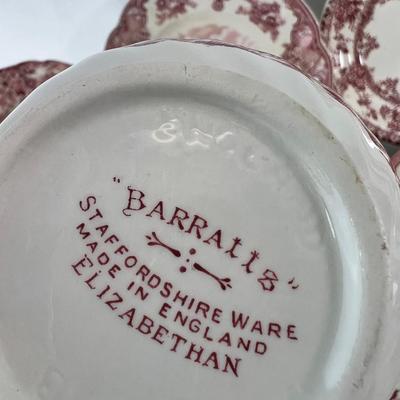 "BARRATTS"
STAFFORDSHIRE WARE
MADE IN ENGLAND
ELIZABETHAN